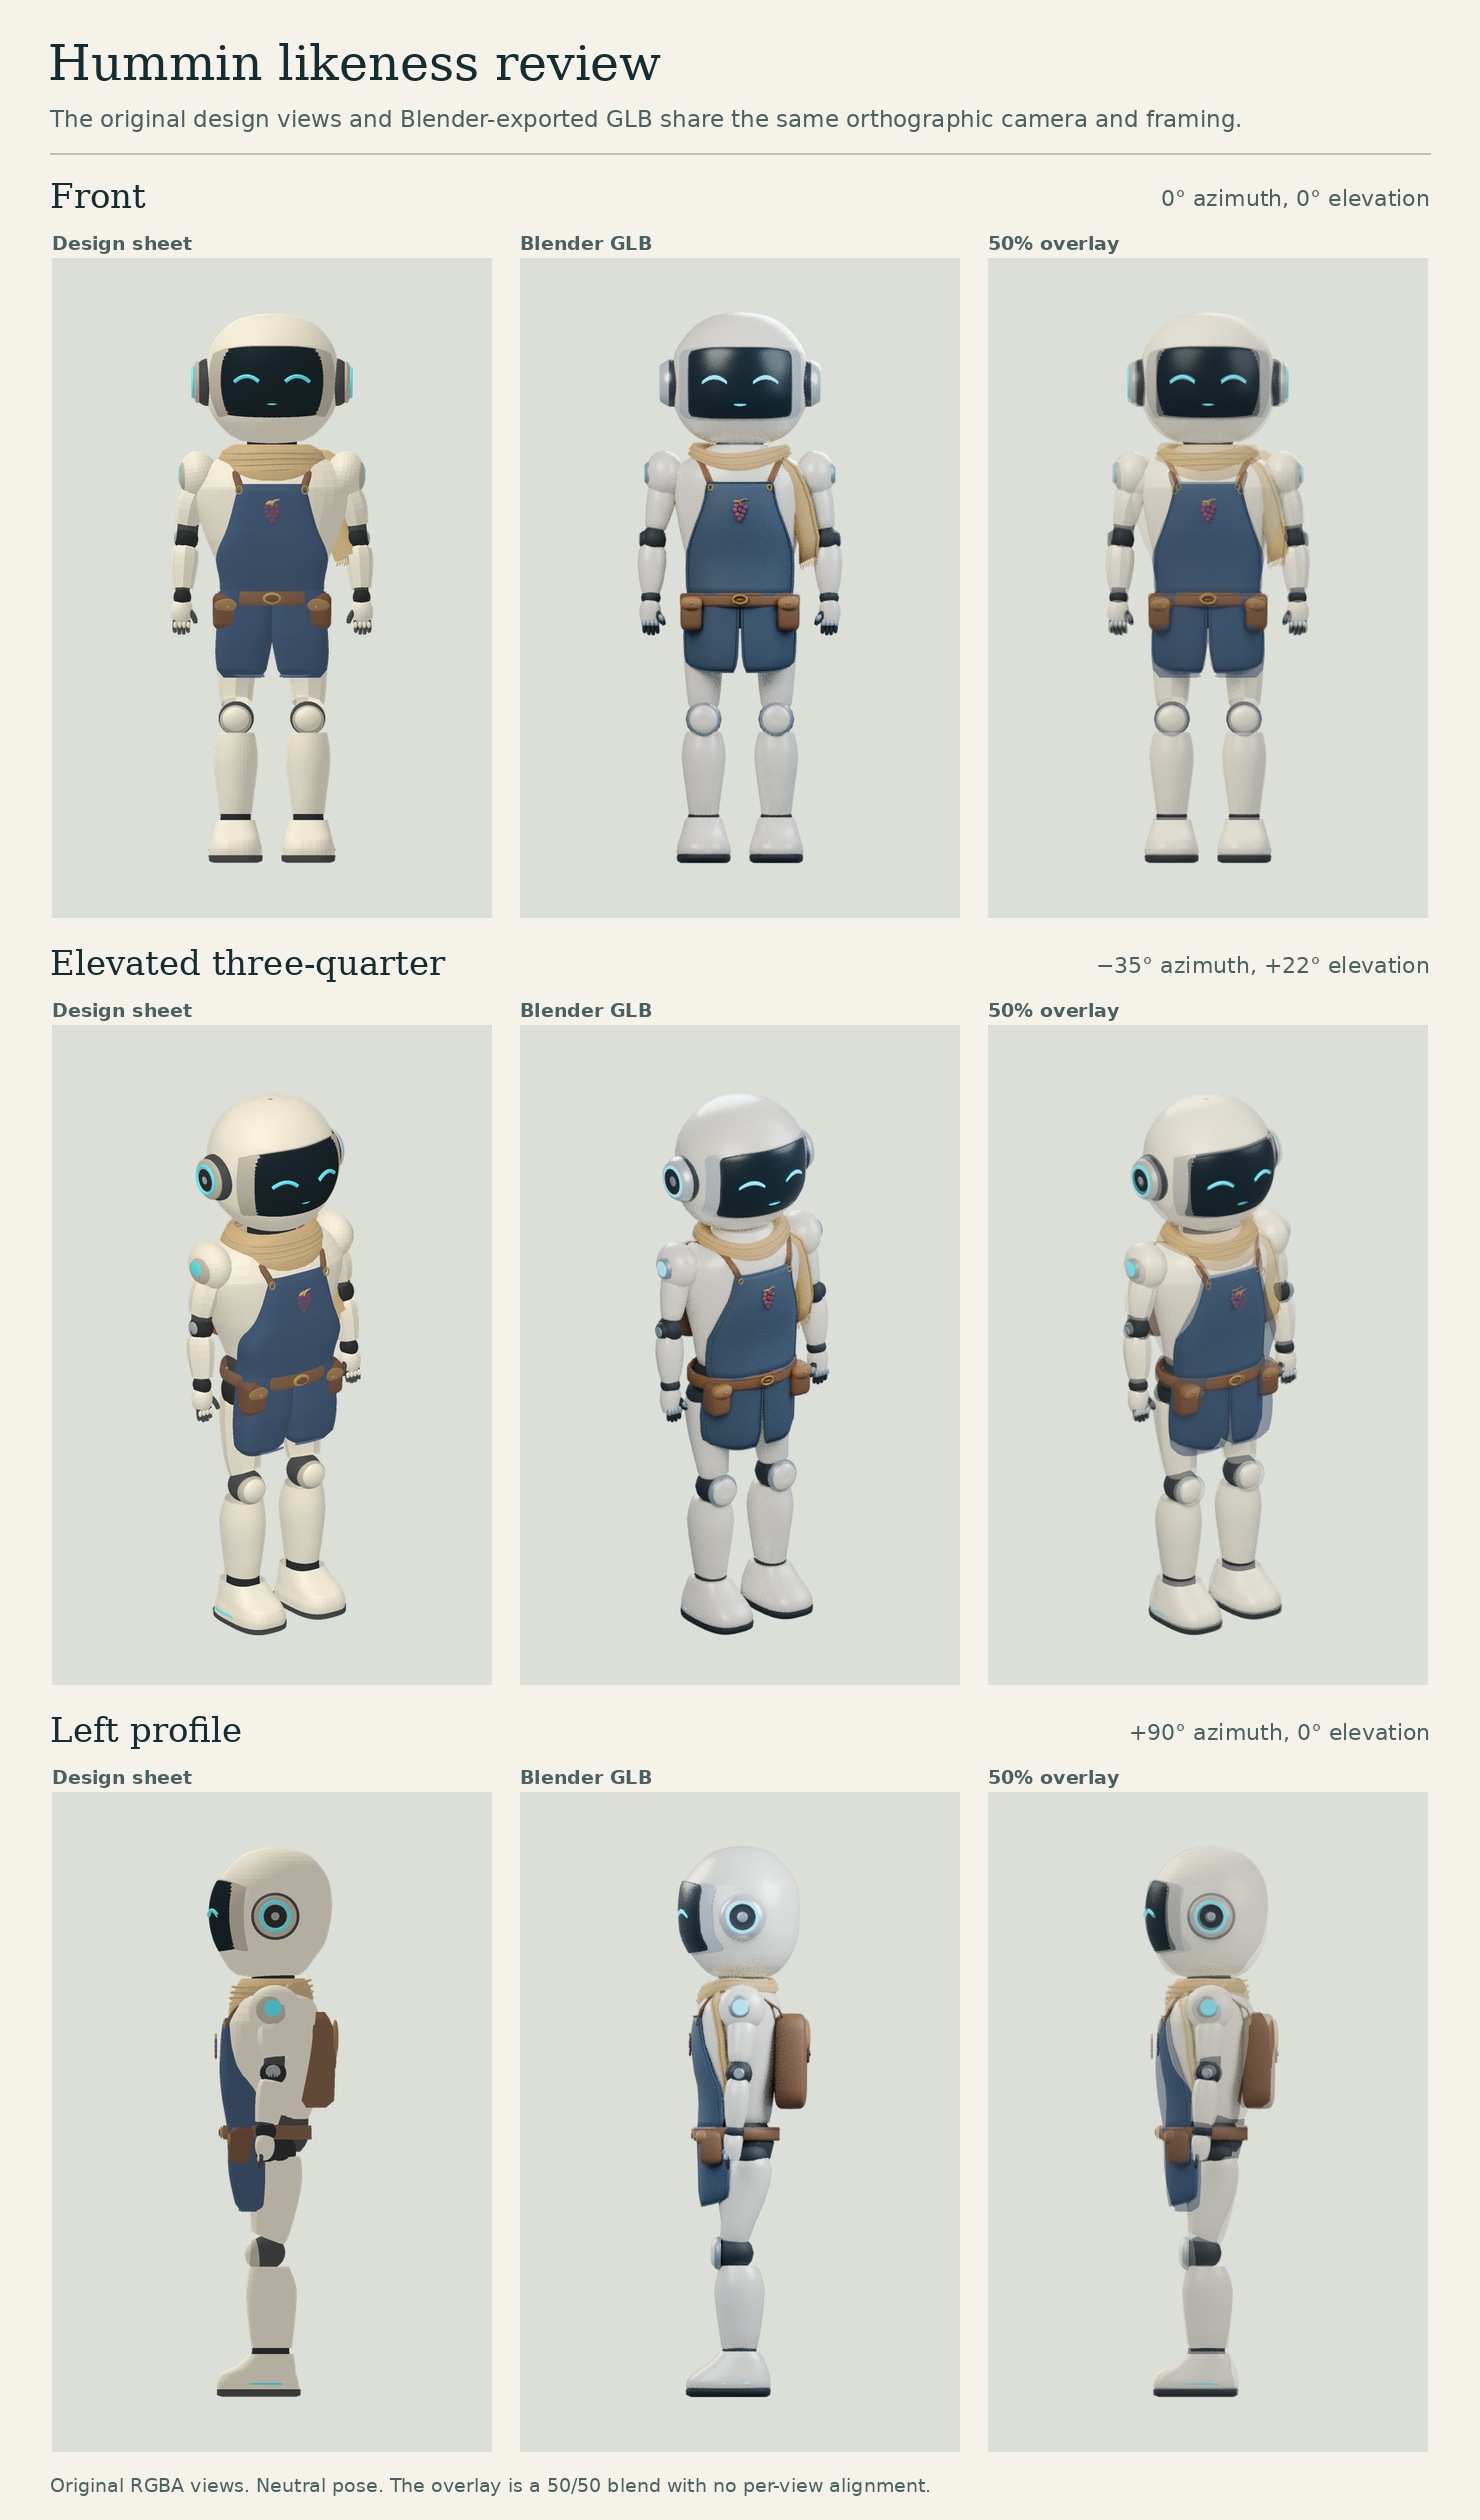 Hummin likeness review
The original design views and Blender-exported GLB share the same orthographic camera and framing.
Front
0° azimuth, 0° elevation
Design sheet
Blender GLB
50% overlay
Elevated three-quarter
−35° azimuth, +22° elevation
Design sheet
Blender GLB
50% overlay
Left profile
+90° azimuth, 0° elevation
Design sheet
Blender GLB
50% overlay
Original RGBA views. Neutral pose. The overlay is a 50/50 blend with no per-view alignment.